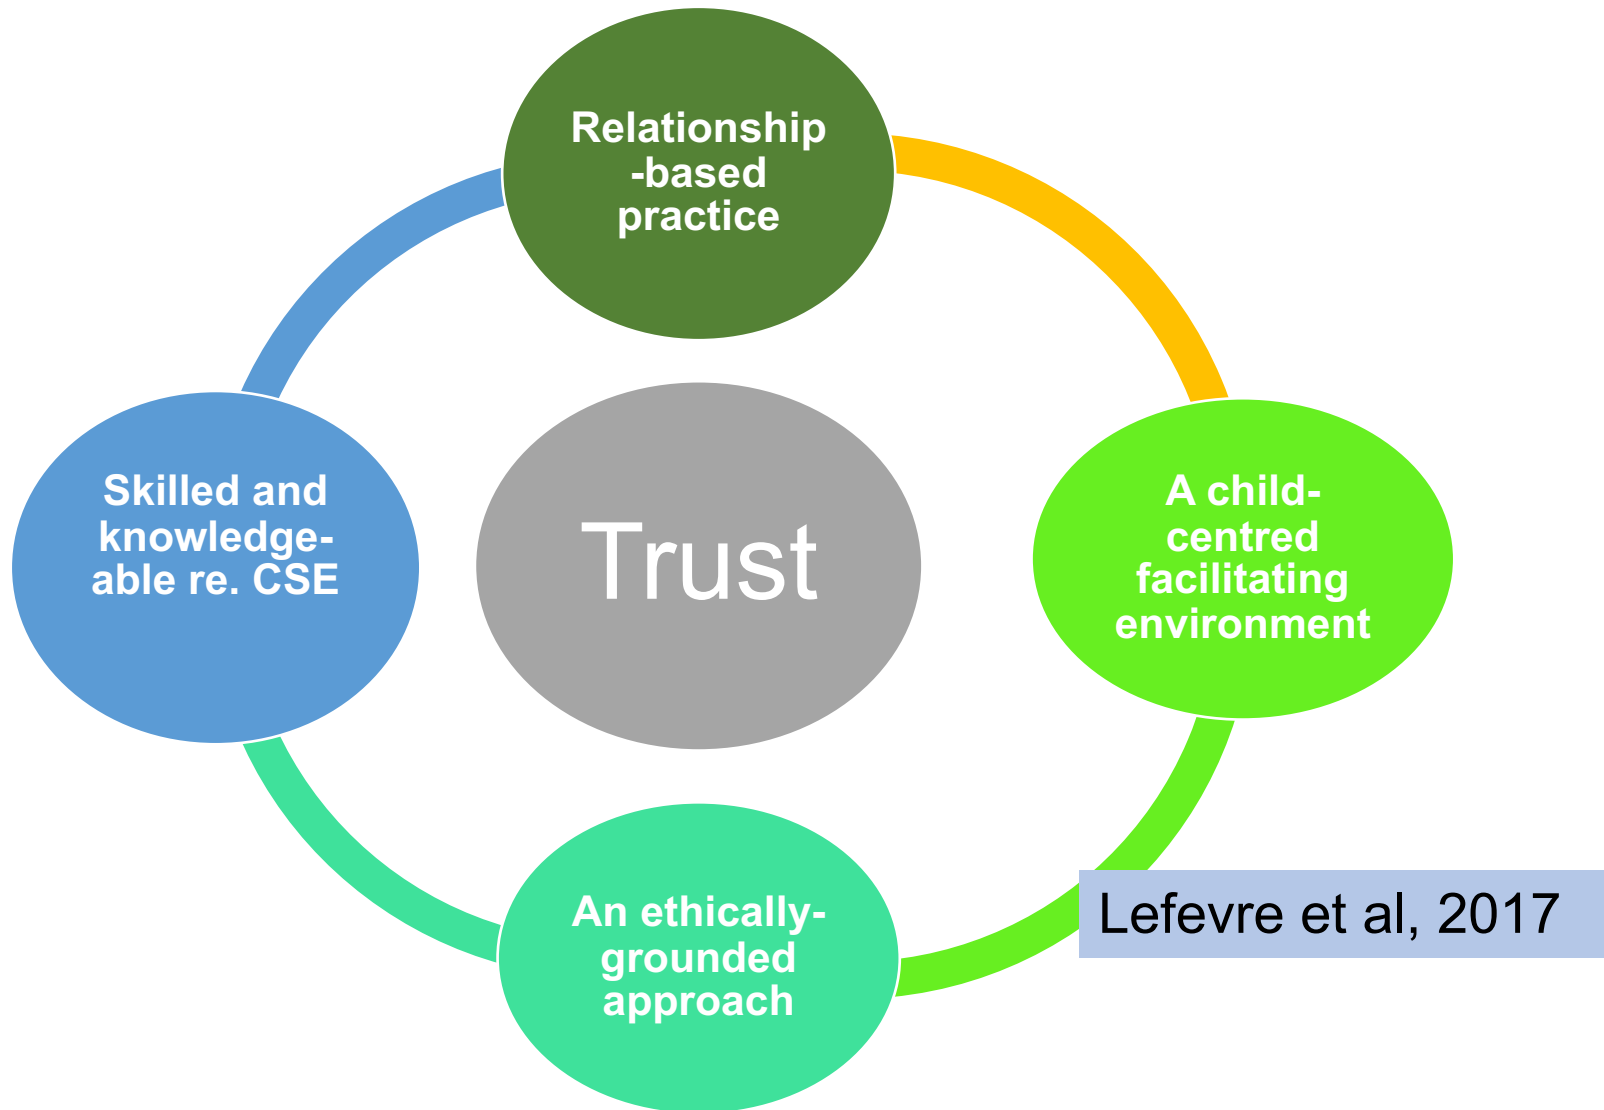 Relationship
-based
practice
Skilled and
knowledge-
able re. CSE
Trust
A child-
centred
facilitating
environment
An ethically-
grounded
approach
Lefevre et al, 2017